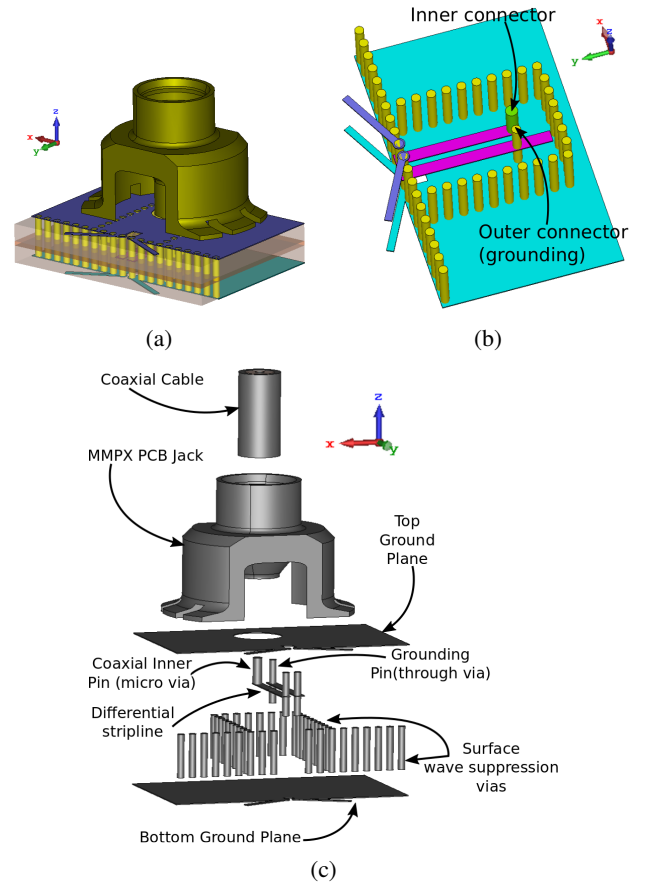 Inner connector
x
z
y
z
x
y
Outer connector
(grounding)
(a)
(b)
Coaxial Cable
z
x
y
MMPX PCB Jack
Top
Ground
Plane
Coaxial Inner
Pin (micro via)
Grounding
Pin(through via)
Differential
stripline
Surface
wave suppression
vias
Bottom Ground Plane
(c)